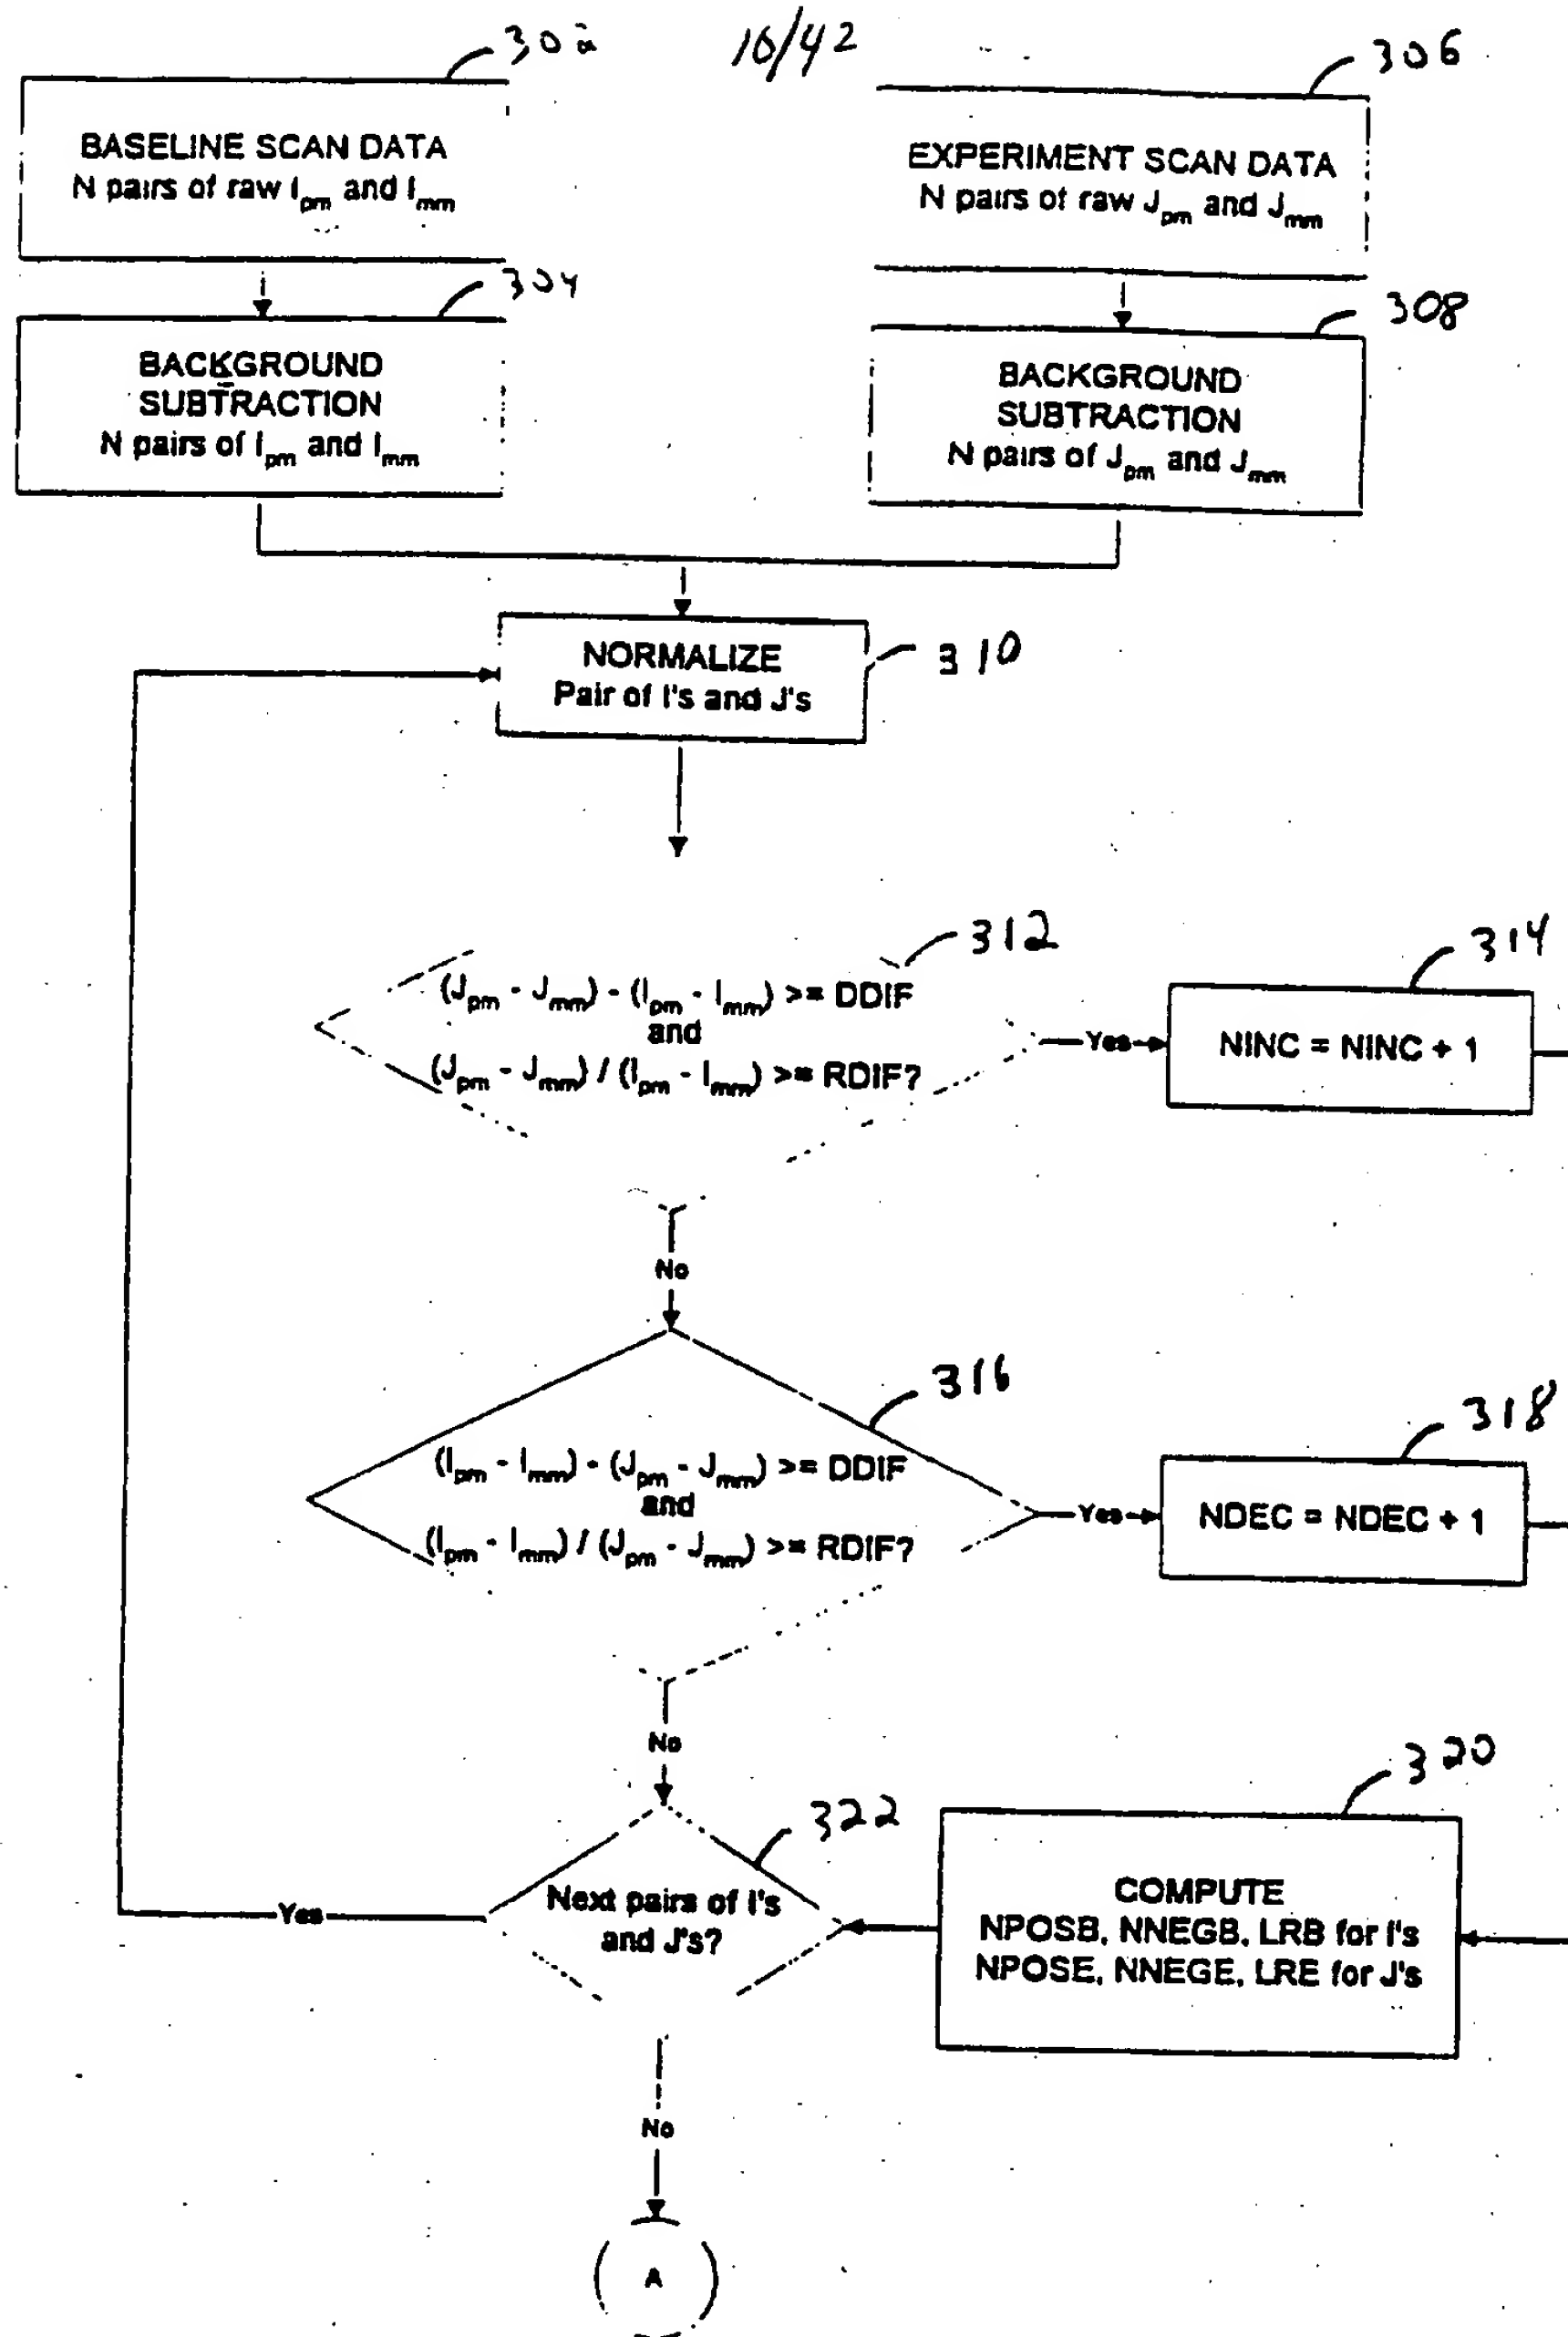 302
10/42
306
BASELINE SCAN DATA
N pairs of raw Ipm and Imm
EXPERIMENT SCAN DATA
N pairs of raw Jpm and Jmm
304
308
BACKGROUND
SUBTRACTION
N pairs of Ipm and Imm
BACKGROUND
SUBTRACTION
N pairs of Jpm and Jmm
NORMALIZE
Pair of I's and J's
310
312
314
(Jpm - Jmm) - (Ipm - Imm) >= DDIF
and
(Jpm - Jmm) / (Ipm - Imm) >= RDIF?
Yes
NINC = NINC + 1
No
316
318
(Ipm - Imm) - (Jpm - Jmm) >= DDIF
and
(Ipm - Imm) / (Jpm - Jmm) >= RDIF?
Yes
NDEC = NDEC + 1
No
320
322
Next pairs of I's
and J's?
Yes
COMPUTE
NPOSB, NNEGB, LRB for I's
NPOSE, NNEGE, LRE for J's
No
A